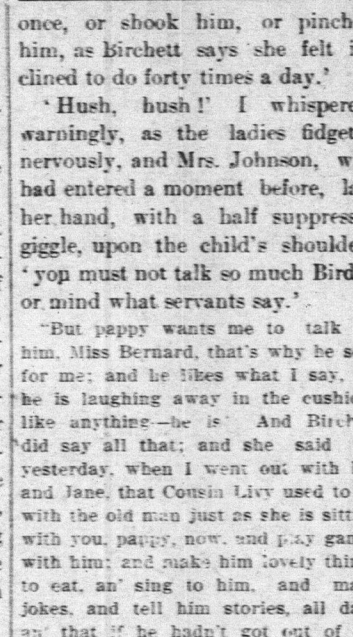 once, or shook him, or pinch
him, as Birchett says she felt i
clined to do forty times a day.'
'Hush, hush!' I whispere
warningly, as the ladies fidget
nervously, and Mrs. Johnson, w
had entered a moment before, la
her hand, with a half suppress
giggle, upon the child's shoulde
'yop must not talk so much Bird
or mind what servants say.'
"But pappy wants me to talk
him, Miss Bernard, that's why he s
for me; and he likes what I say,
he is laughing away in the cushi
like anything—he is And Birch
did say all that; and she said
yesterday, when I went out with
and Jane, that Cousin Livy used to
with the old man just as she is sitt
with you, pappy, now, and play gam
with him; and make him lovely thin
to eat, an' sing to him, and ma
jokes, and tell him stories, all da
an' that if he hadn't got out of